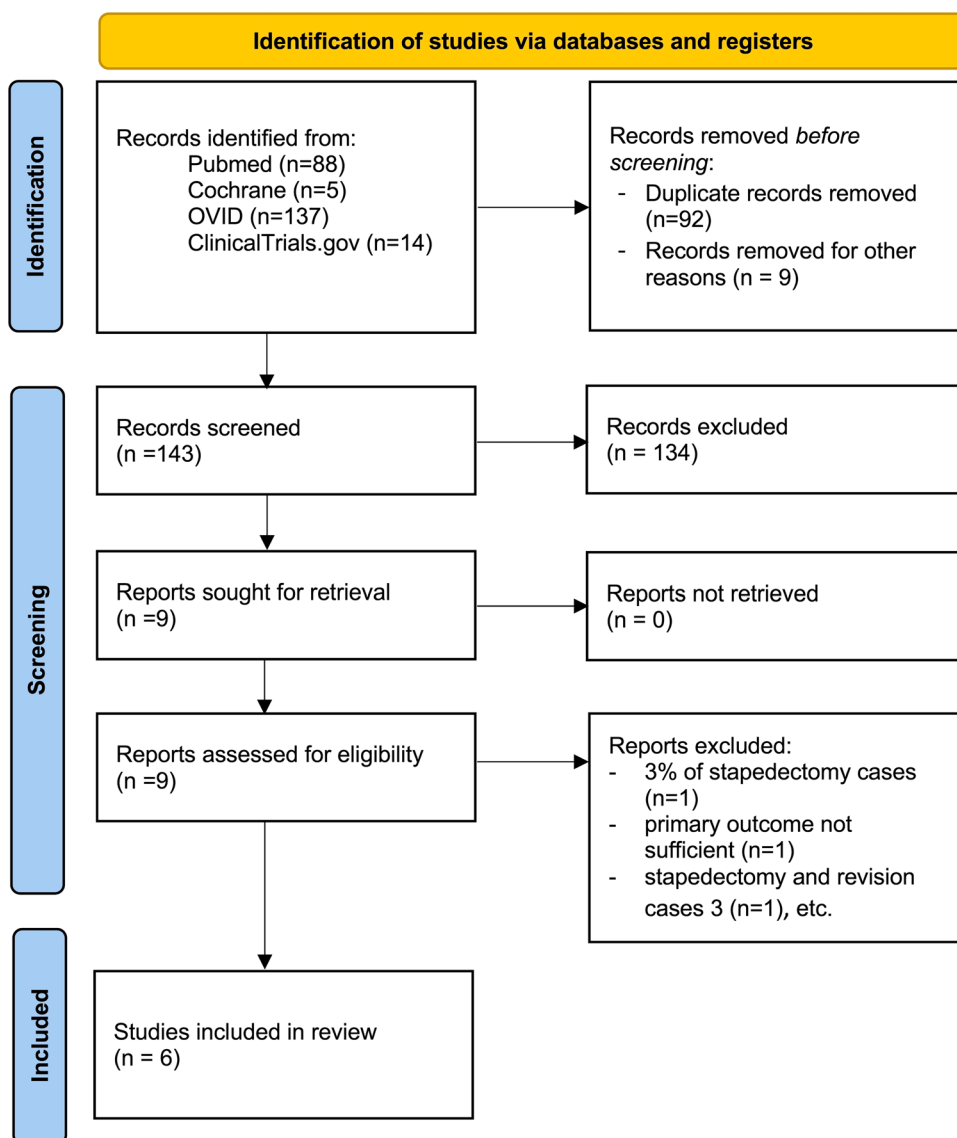 Identification of studies via databases and registers
Identification
Records identified from:
Pubmed (n=88)
Cochrane (n=5)
OVID (n=137)
ClinicalTrials.gov (n=14)
Records removed before
screening:
- Duplicate records removed
(n=92)
- Records removed for other
reasons (n = 9)
Screening
Records screened
(n =143)
Records excluded
(n = 134)
Reports sought for retrieval
(n =9)
Reports not retrieved
(n = 0)
Reports assessed for eligibility
(n =9)
Reports excluded:
- 3% of stapedectomy cases
(n=1)
- primary outcome not
sufficient (n=1)
- stapedectomy and revision
cases 3 (n=1), etc.
Included
Studies included in review
(n = 6)